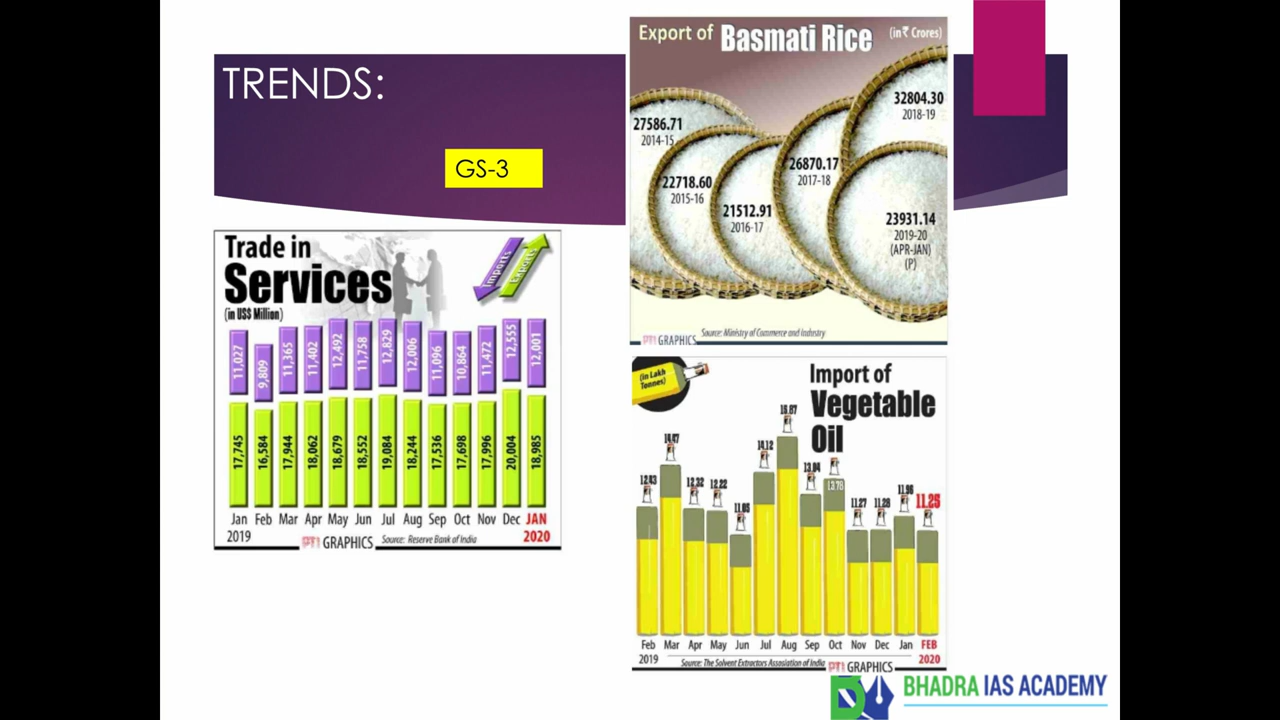 TRENDS:
GS-3
Trade in
Services
(in US$ Million)
Imports
Exports
11,027 9,809 11,365 11,402 12,492 11,758 12,829 12,006 11,096 10,864 11,472 12,555 12,001
17,745 16,584 17,944 18,062 18,679 18,552 19,084 18,244 17,536 17,698 17,996 20,004 18,985
Jan Feb Mar Apr May Jun Jul Aug Sep Oct Nov Dec JAN
2019 2020
PTI GRAPHICS Source: Reserve Bank of India
Export of Basmati Rice (in ₹ Crores)
27586.71
2014-15
22718.60
2015-16
21512.91
2016-17
26870.17
2017-18
32804.30
2018-19
23931.14
2019-20
(APR-JAN)
(P)
Source: Ministry of Commerce and Industry
PTI GRAPHICS
(in Lakh
Tonnes)
Import of
Vegetable
Oil
12.43 14.47 12.32 12.22 11.05 14.12 15.87 13.04 13.78 11.27 11.28 11.96 11.25
Feb Mar Apr May Jun Jul Aug Sep Oct Nov Dec Jan FEB
2019 2020
Source: The Solvent Extractors Association of India PTI GRAPHICS
BHADRA IAS ACADEMY